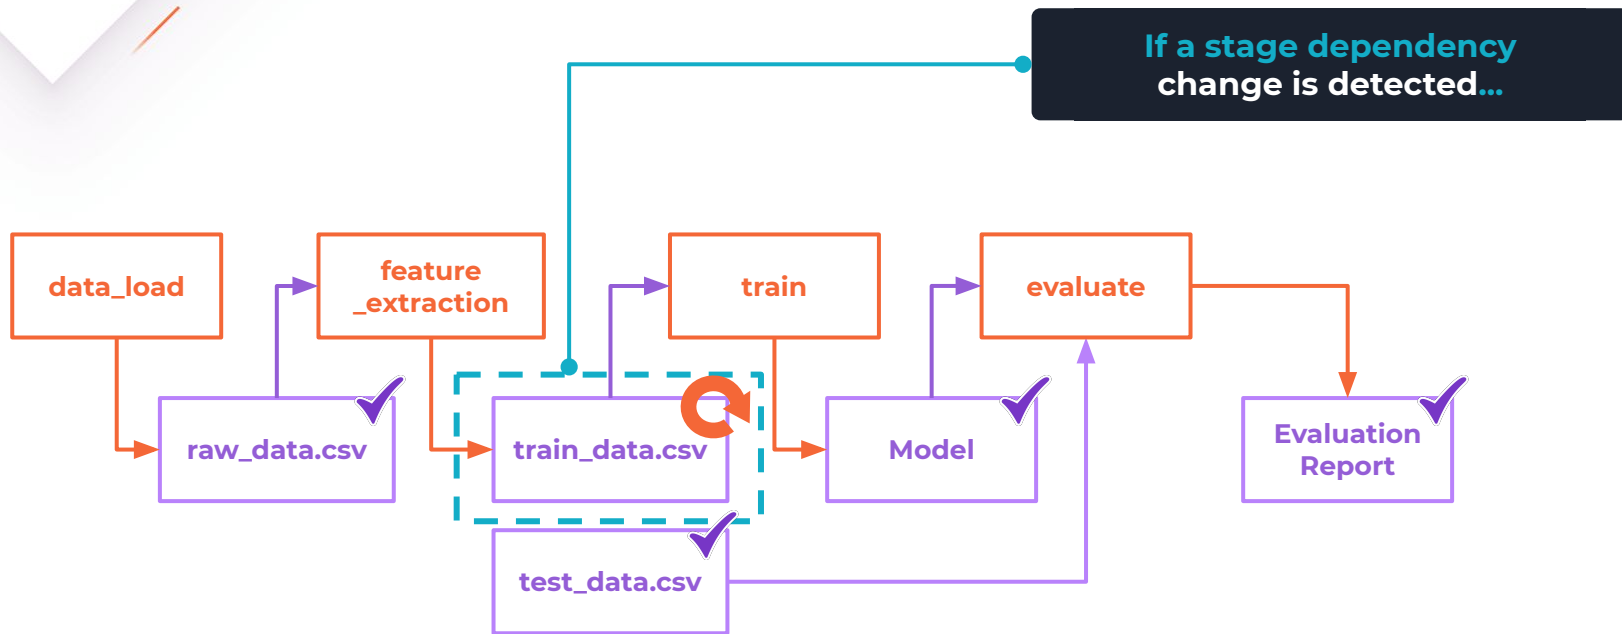 If a stage dependency
change is detected...
data_load
feature
_extraction
train
evaluate
raw_data.csv
train_data.csv
Model
Evaluation
Report
test_data.csv